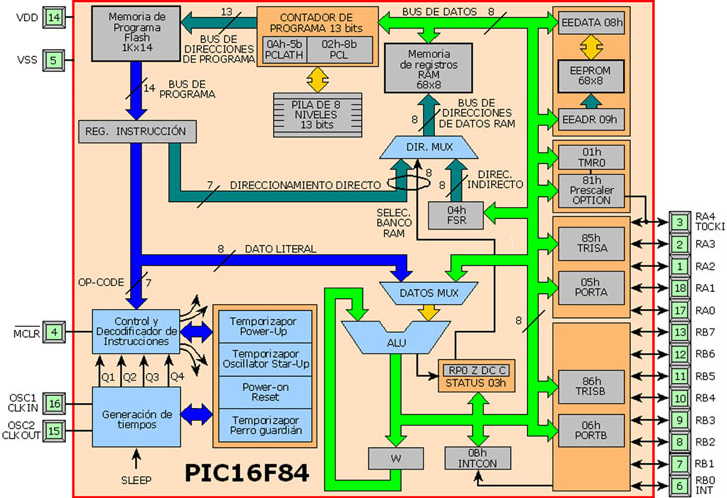 VDD 14
VSS 5
Memoria de
Programa
Flash
1Kx14
13
BUS DE
DIRECCIONES
DE PROGRAMA
CONTADOR DE
PROGRAMA 13 bits
0Ah-5b
PCLATH
02h-8b
PCL
PILA DE 8
NIVELES
13 bits
BUS DE DATOS
8
Memoria
de registros
RAM
68x8
EEDATA 08h
EEPROM
68x8
EEADR 09h
14
BUS DE
PROGRAMA
REG. INSTRUCCIÓN
8
BUS DE
DIRECCIONES
DE DATOS RAM
DIR. MUX
7
DIRECCIONAMIENTO DIRECTO
8
8
DIREC.
INDIRECTO
SELEC.
BANCO
RAM
04h
FSR
01h
TMR0
81h
Prescaler
OPTION
85h
TRISA
05h
PORTA
8
DATO LITERAL
OP-CODE
7
DATOS MUX
ALU
8
RP0 Z DC C
STATUS 03h
86h
TRISB
06h
PORTB
MCLR 4
Control y
Decodificador de
Instrucciones
Q1 Q2 Q3 Q4
OSC1
CLKIN
16
OSC2
CLKOUT
15
Generación de
tiempos
SLEEP
Temporizapor
Power-Up
Temporizapor
Oscillator Star-Up
Power-on
Reset
Temporizapor
Perro guardián
W
0Bh
INTCON
PIC16F84
3 RA4
T0CKI
2 RA3
1 RA2
18 RA1
17 RA0
13 RB7
12 RB6
11 RB5
10 RB4
9 RB3
8 RB2
7 RB1
6 RB0
INT